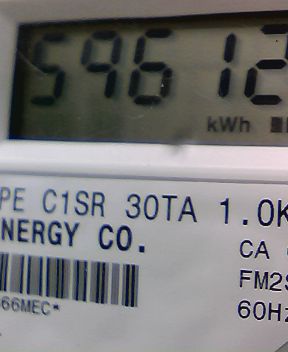 59612
kWh
PE C1SR 30TA 1.0K
NERGY CO.
CA
FM2S
66MEC*
60Hz